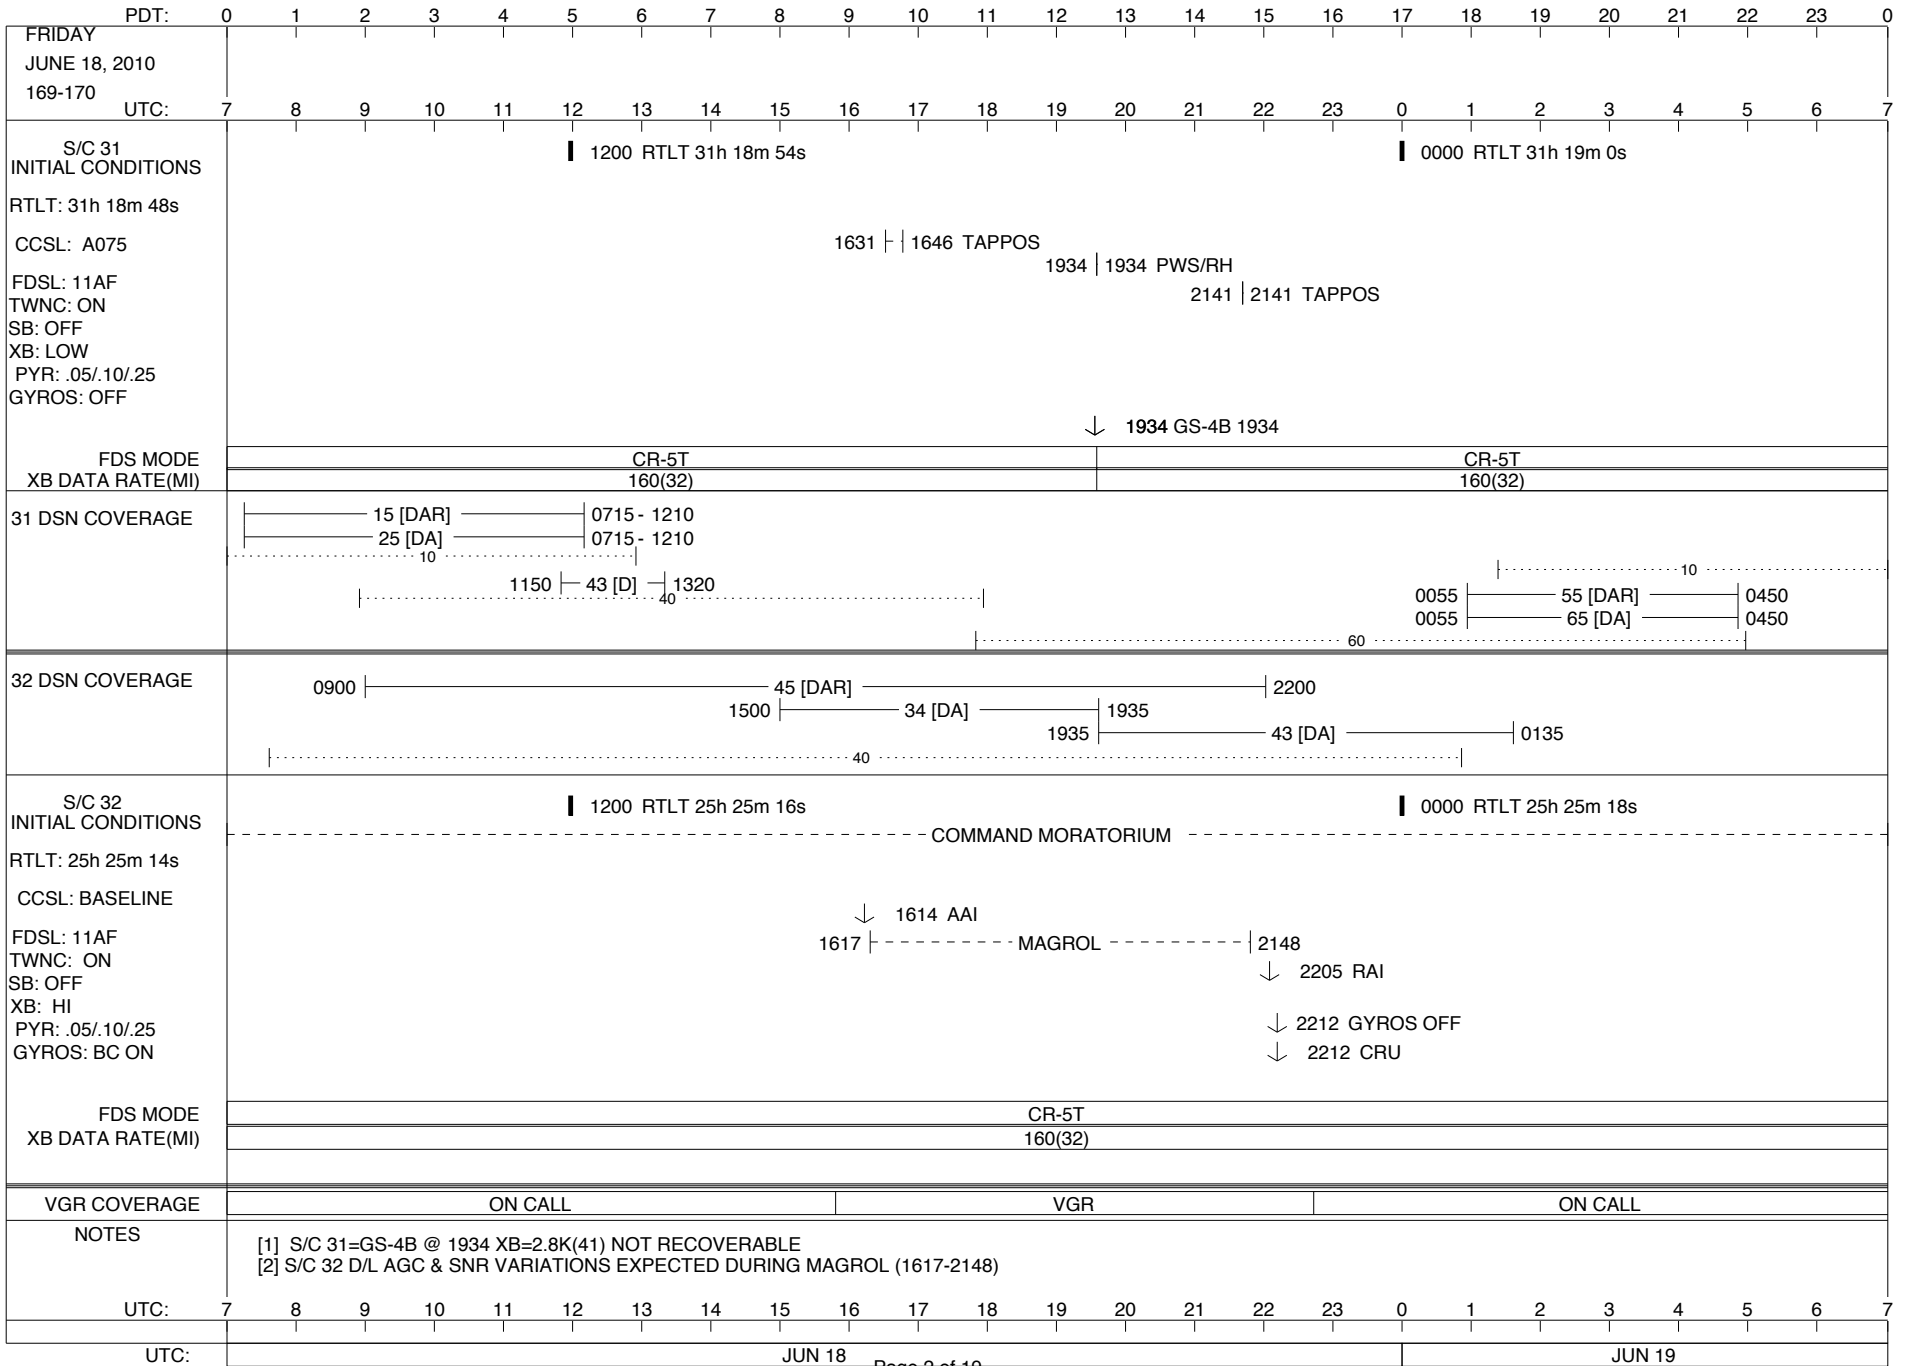 PDT: 0 1 2 3 4 5 6 7 8 9 10 11 12 13 14 15 16 17 18 19 20 21 22 23 0
FRIDAY
JUNE 18, 2010
169-170
UTC: 7 8 9 10 11 12 13 14 15 16 17 18 19 20 21 22 23 0 1 2 3 4 5 6 7
S/C 31
INITIAL CONDITIONS
1200 RTLT 31h 18m 54s
0000 RTLT 31h 19m 0s
RTLT: 31h 18m 48s
CCSL: A075
1631 1646 TAPPOS
1934 1934 PWS/RH
FDSL: 11AF
2141 2141 TAPPOS
TWNC: ON
SB: OFF
XB: LOW
PYR: .05/.10/.25
GYROS: OFF
1934 GS-4B 1934
FDS MODE CR-5T CR-5T
XB DATA RATE(MI) 160(32) 160(32)
31 DSN COVERAGE
15 [DAR] 0715 - 1210
25 [DA] 0715 - 1210
10
10
1150 43 [D] 1320
40
0055 55 [DAR] 0450
0055 65 [DA] 0450
60
32 DSN COVERAGE
0900 45 [DAR] 2200
1500 34 [DA] 1935
1935 43 [DA] 0135
40
S/C 32
INITIAL CONDITIONS
1200 RTLT 25h 25m 16s
0000 RTLT 25h 25m 18s
COMMAND MORATORIUM
RTLT: 25h 25m 14s
CCSL: BASELINE
1614 AAI
FDSL: 11AF
1617 MAGROL 2148
TWNC: ON
2205 RAI
SB: OFF
XB: HI
PYR: .05/.10/.25
2212 GYROS OFF
GYROS: BC ON
2212 CRU
FDS MODE CR-5T
XB DATA RATE(MI) 160(32)
VGR COVERAGE ON CALL VGR ON CALL
NOTES
[1] S/C 31=GS-4B @ 1934 XB=2.8K(41) NOT RECOVERABLE
[2] S/C 32 D/L AGC & SNR VARIATIONS EXPECTED DURING MAGROL (1617-2148)
UTC: 7 8 9 10 11 12 13 14 15 16 17 18 19 20 21 22 23 0 1 2 3 4 5 6 7
UTC: JUN 18 JUN 19
Page 2 of 19